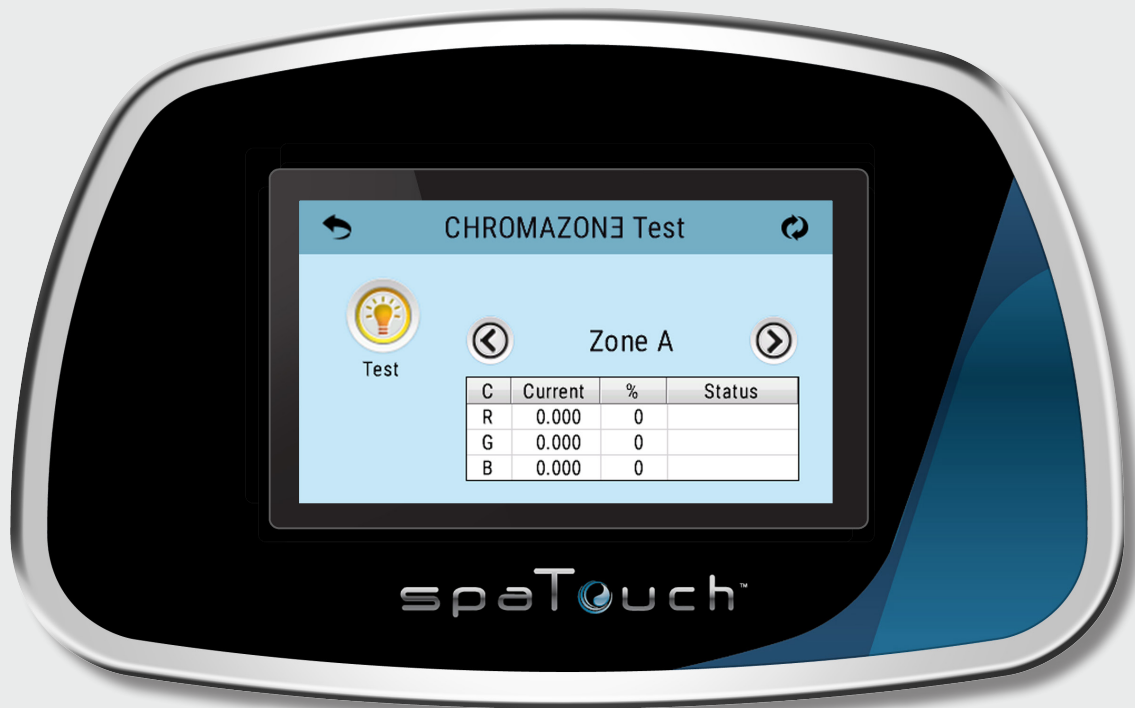 CHROMAZONƎ Test
Test
Zone A
C Current % Status
R 0.000 0
G 0.000 0
B 0.000 0
spaTouch™